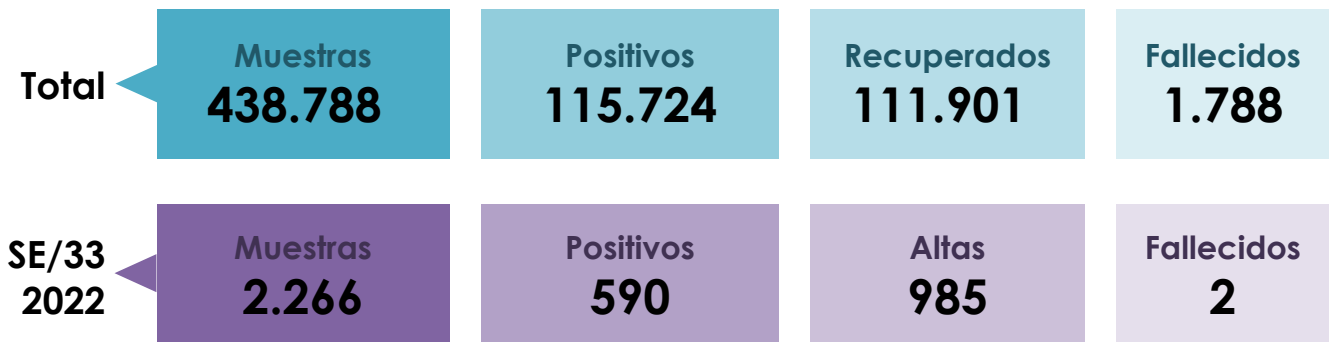 Total
Muestras
438.788
Positivos
115.724
Recuperados
111.901
Fallecidos
1.788
SE/33
2022
Muestras
2.266
Positivos
590
Altas
985
Fallecidos
2